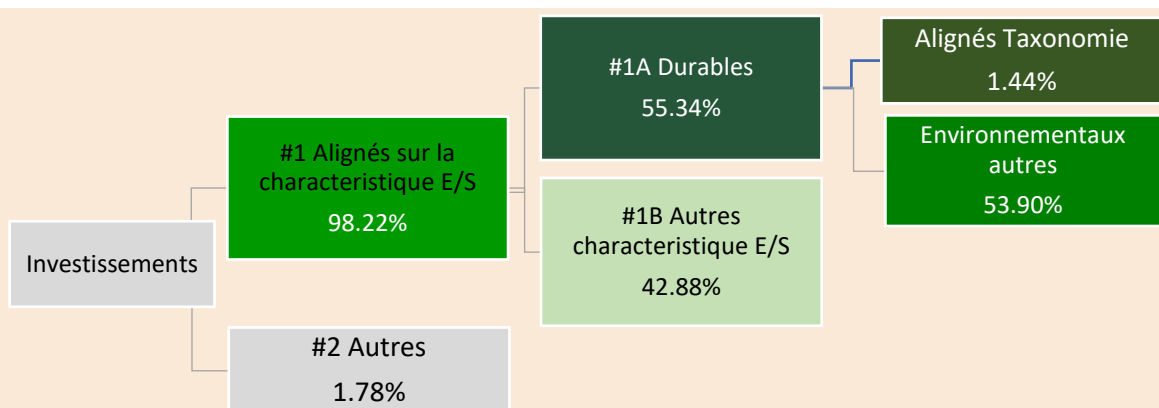 Investissements
#1 Alignés sur la
characteristique E/S
98.22%
#2 Autres
1.78%
#1A Durables
55.34%
#1B Autres
characteristique E/S
42.88%
Alignés Taxonomie
1.44%
Environnementaux
autres
53.90%